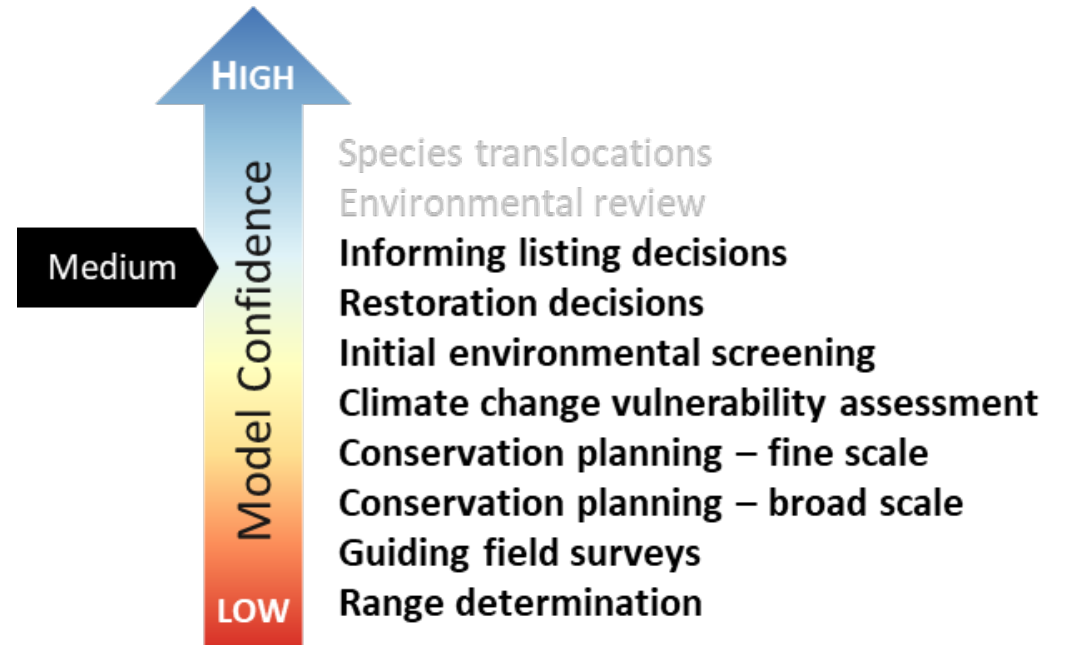 HIGH
Species translocations
Environmental review
Informing listing decisions
Medium
Model Confidence
Restoration decisions
Initial environmental screening
Climate change vulnerability assessment
Conservation planning – fine scale
Conservation planning – broad scale
Guiding field surveys
LOW
Range determination